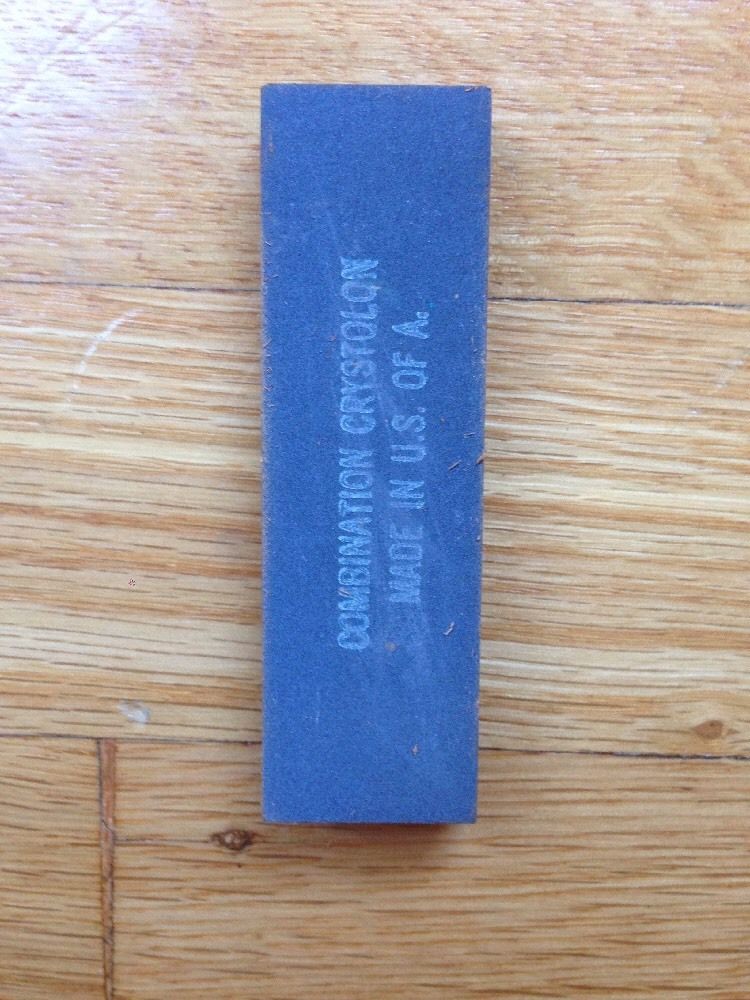 COMBINATION CRYSTOLON
MADE IN U.S. OF A.